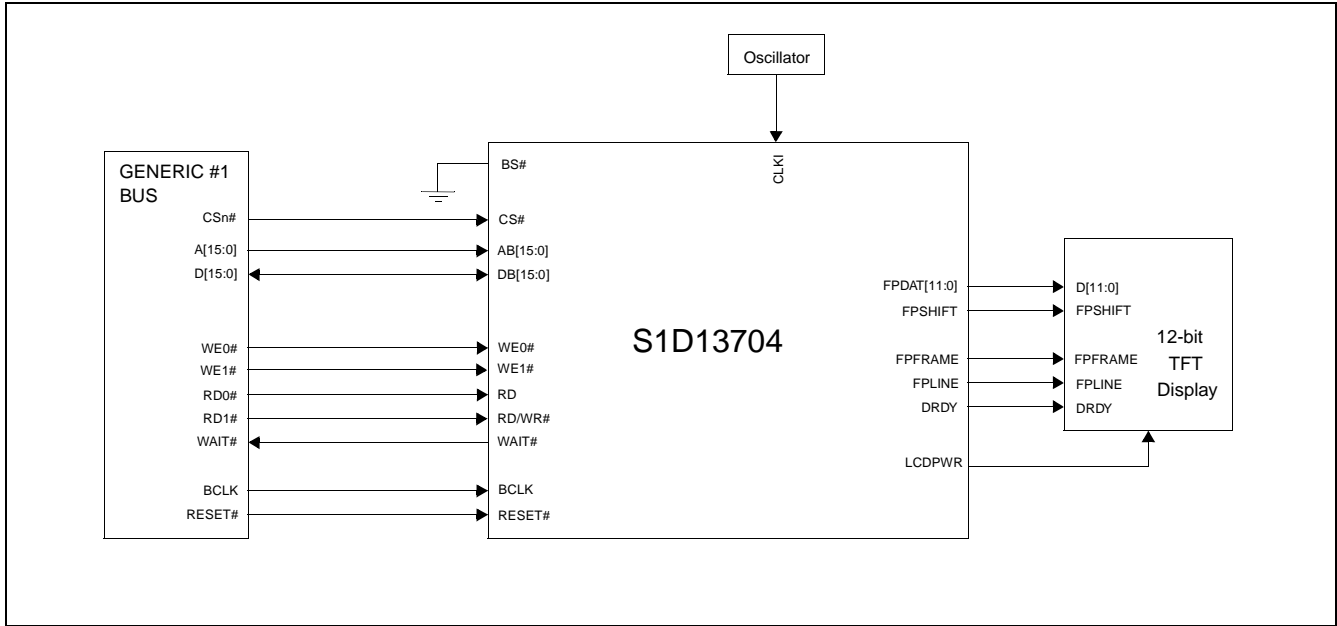 Oscillator
GENERIC #1
BUS
CSn#
A[15:0]
D[15:0]
WE0#
WE1#
RD0#
RD1#
WAIT#
BCLK
RESET#
BS#
CS#
AB[15:0]
DB[15:0]
WE0#
WE1#
RD
RD/WR#
WAIT#
BCLK
RESET#
CLKI
S1D13704
FPDAT[11:0]
FPSHIFT
FPFRAME
FPLINE
DRDY
LCDPWR
D[11:0]
FPSHIFT
FPFRAME
FPLINE
DRDY
12-bit
TFT
Display